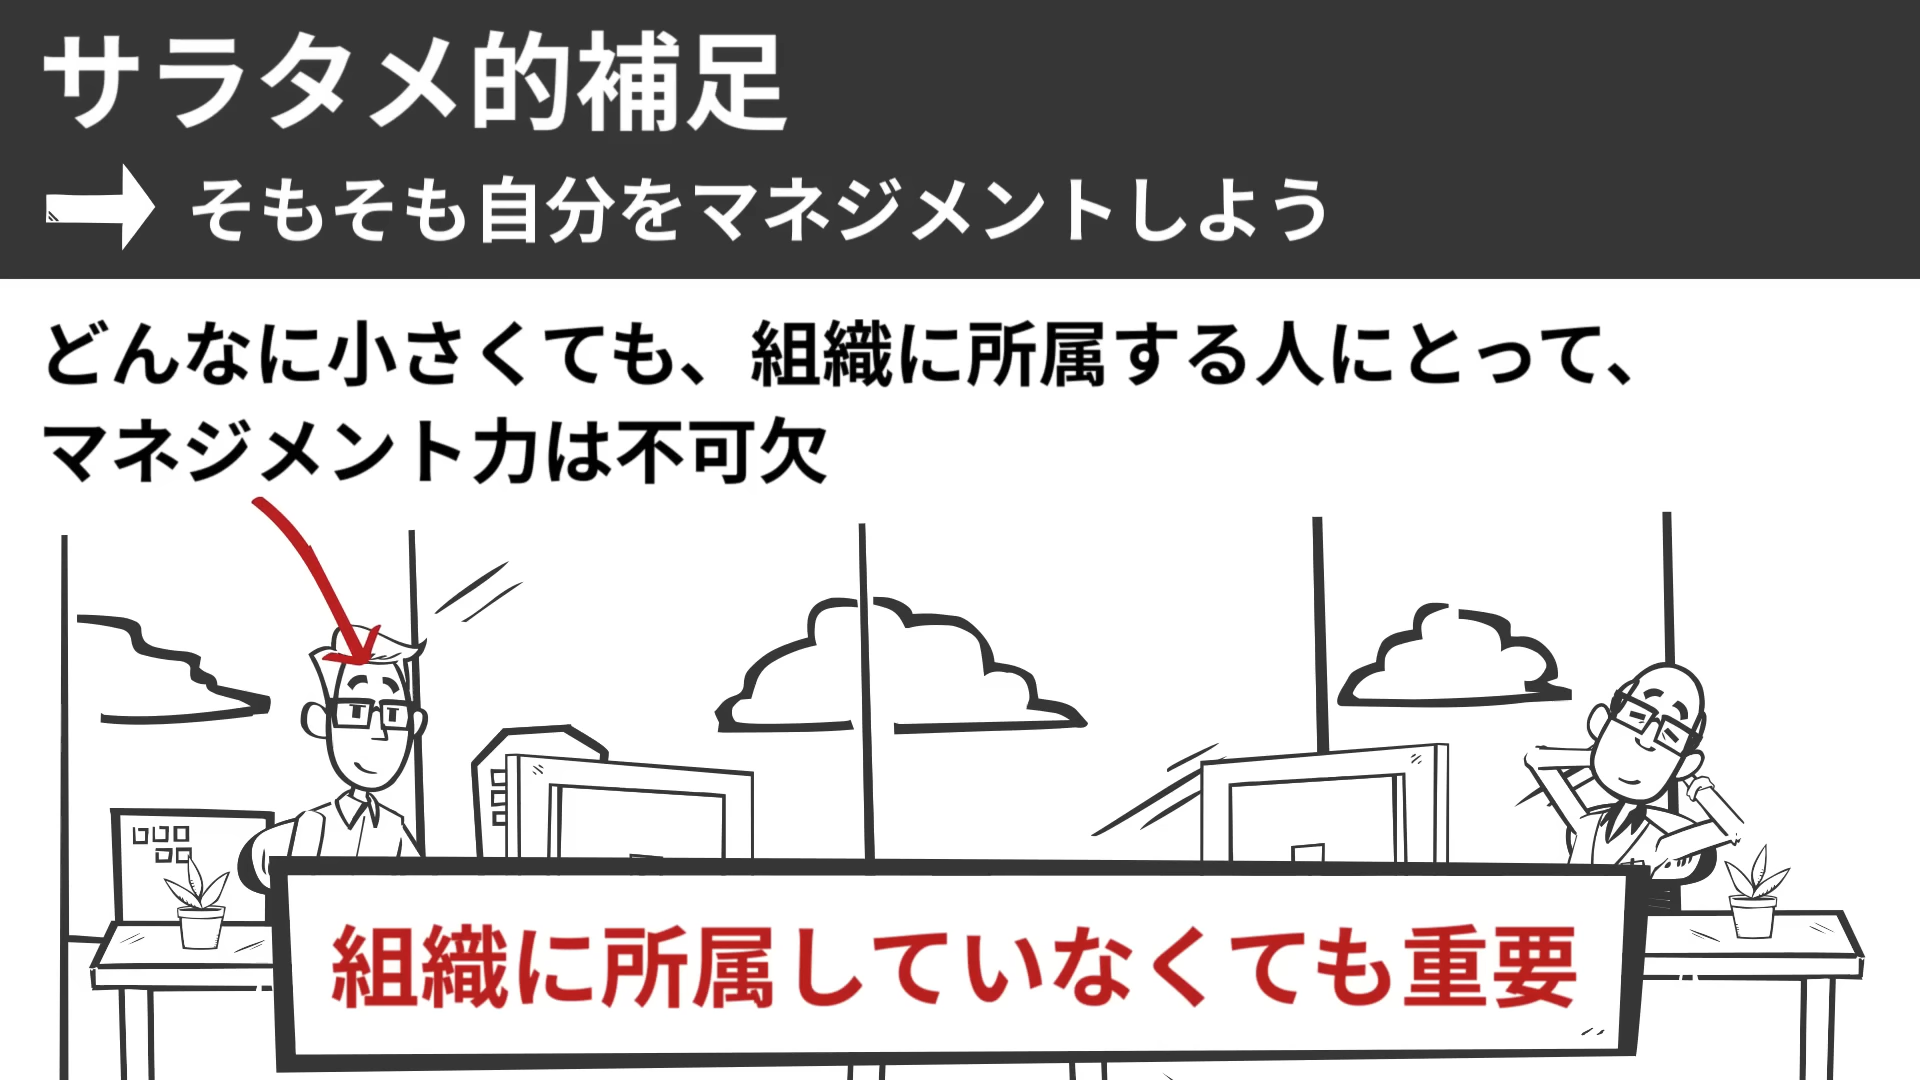 サラタメ的補足
そもそも自分をマネジメントしよう
どんなに小さくても、組織に所属する人にとって、
マネジメント力は不可欠
組織に所属していなくても重要